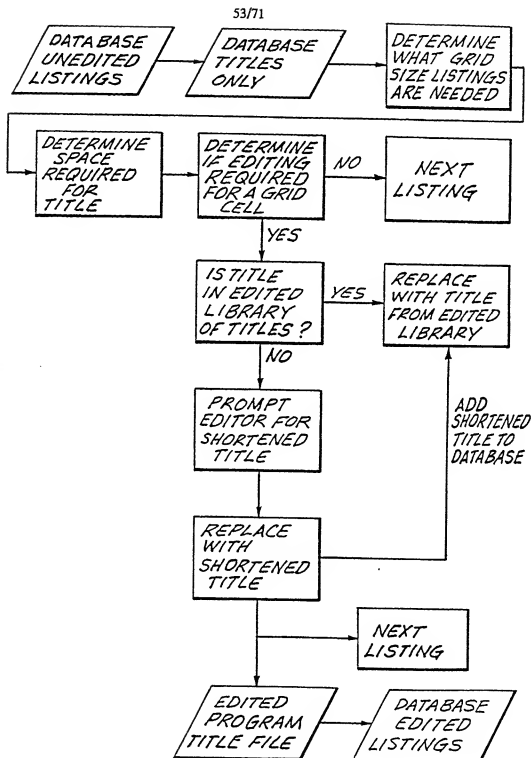 53/71
DATABASE
UNEDITED
LISTINGS
DATABASE
TITLES
ONLY
DETERMINE
WHAT GRID
SIZE LISTINGS
ARE NEEDED
DETERMINE
SPACE
REQUIRED
FOR
TITLE
DETERMINE
IF EDITING
REQUIRED
FOR A GRID
CELL
NO
NEXT
LISTING
YES
IS TITLE
IN EDITED
LIBRARY
OF TITLES?
YES
REPLACE
WITH TITLE
FROM EDITED
LIBRARY
NO
PROMPT
EDITOR FOR
SHORTENED
TITLE
ADD
SHORTENED
TITLE TO
DATABASE
REPLACE
WITH
SHORTENED
TITLE
NEXT
LISTING
EDITED
PROGRAM
TITLE FILE
DATABASE
EDITED
LISTINGS